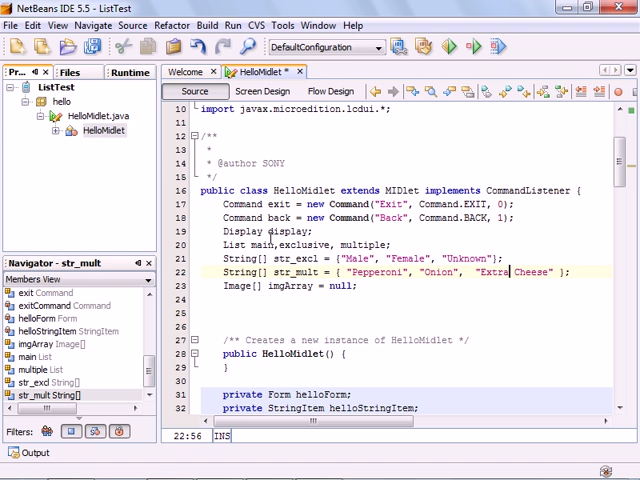 NetBeans IDE 5.5 - ListTest
File Edit View Navigate Source Refactor Build Run CVS Tools Window Help
DefaultConfiguration
Pr... Files Runtime
Welcome HelloMidlet *
Source Screen Design Flow Design
ListTest
hello
HelloMidlet.java
HelloMidlet
10 import javax.microedition.lcdui.*;
11
12 /**
13 *
14 * @author SONY
15 */
16 public class HelloMidlet extends MIDlet implements CommandListener {
17 Command exit = new Command("Exit", Command.EXIT, 0);
18 Command back = new Command("Back", Command.BACK, 1);
19 Display display;
20 List main,exclusive, multiple;
21 String[] str_excl = {"Male", "Female", "Unknown"};
22 String[] str_mult = { "Pepperoni", "Onion", "Extra Cheese" };
23 Image[] imgArray = null;
24
25
26
27 /** Creates a new instance of HelloMidlet */
28 public HelloMidlet() {
29 }
30
31 private Form helloForm;
32 private StringItem helloStringItem;
Navigator - str_mult
Members View
exit Command
exitCommand Command
helloForm Form
helloStringItem StringItem
imgArray Image[]
main List
multiple List
str_excl String[]
str_mult String[]
Filters:
22:56 INS
Output